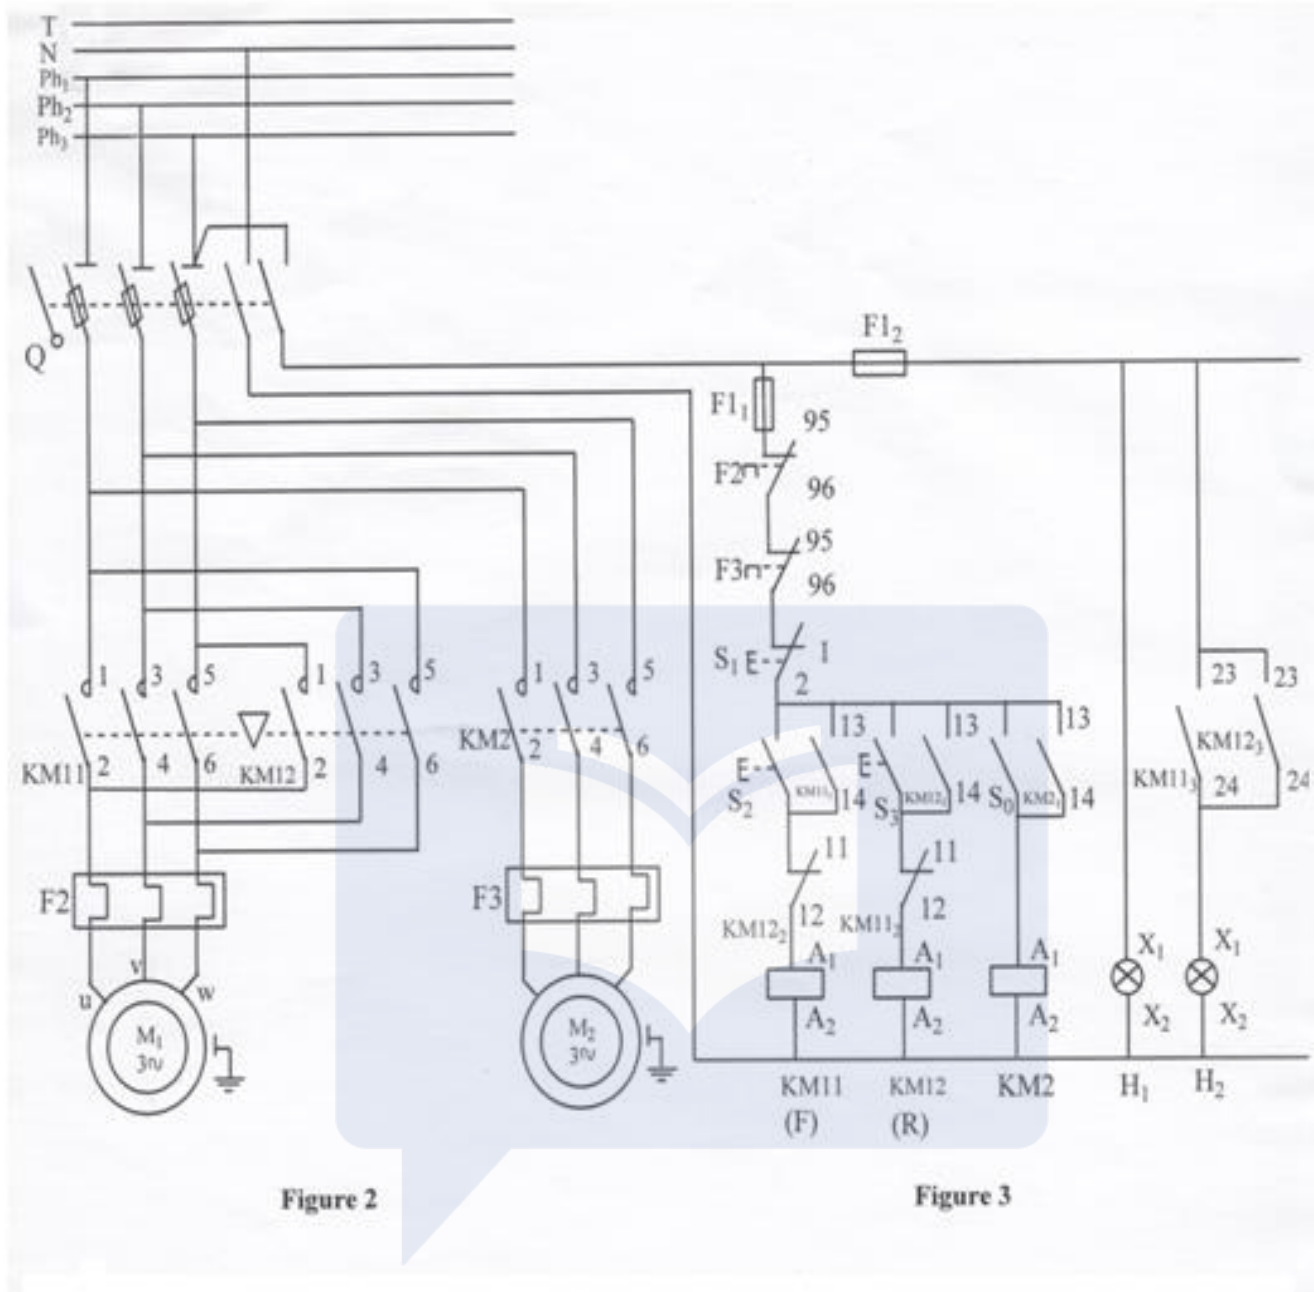 T
N
Ph₁
Ph₂
Ph₃
Q
F1₂
F1₁
95
F2
96
95
F3
96
S₁ E 1
2
1 3 5 1 3 5 1 3 5
KM11 2 4 6 KM12 2 4 6
KM2 2 4 6
13 13 13
E E
S₂ KM11₁ 14 S₃ KM12₁ 14 S₀ KM2₁ 14
23 23
KM12₃
KM11₃ 24 24
11 11
12 12
KM12₂ KM11₂
F2 F3
A₁ A₁ A₁ X₁ X₁
A₂ A₂ A₂ X₂ X₂
u v w
M₁
3~
M₂
3~
KM11 KM12 KM2 H₁ H₂
(F) (R)
Figure 2 Figure 3